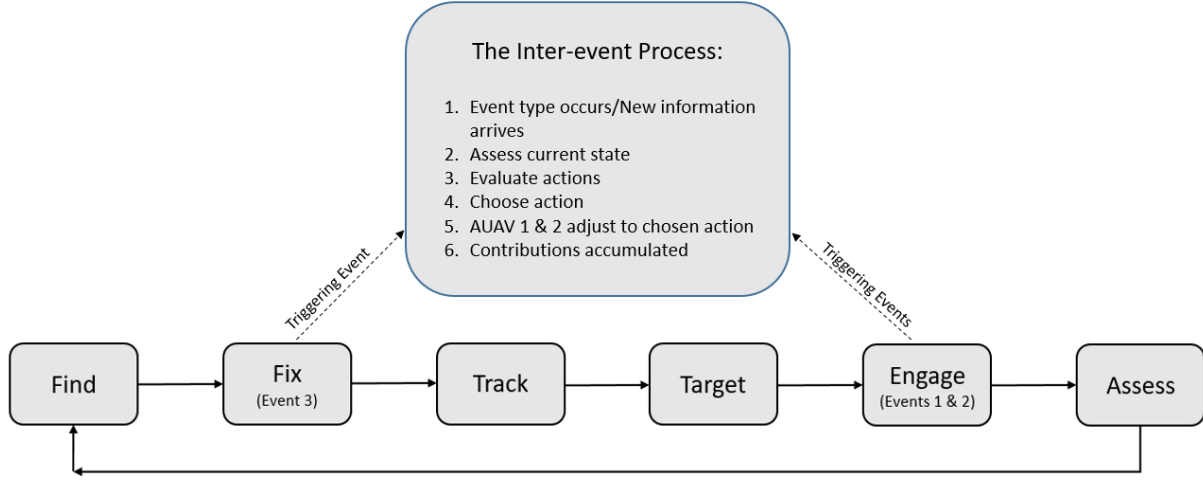 The Inter-event Process:
1. Event type occurs/New information
arrives
2. Assess current state
3. Evaluate actions
4. Choose action
5. AUAV 1 & 2 adjust to chosen action
6. Contributions accumulated
Triggering Event
Triggering Events
Find
Fix
(Event 3)
Track
Target
Engage
(Events 1 & 2)
Assess